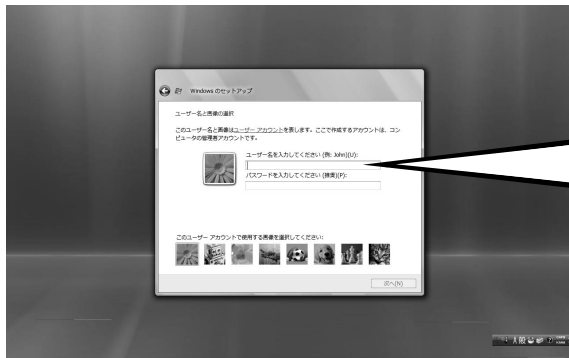 Windows のセットアップ
ユーザー名と画像の選択
このユーザー名と画像はユーザー アカウントを表します。ここで作成するアカウントは、コン
ピュータの管理者アカウントです。
ユーザー名を入力してください (例: John)(U):
パスワードを入力してください (推奨)(P):
このユーザー アカウントで使用する画像を選択してください:
次へ(N)
A 般